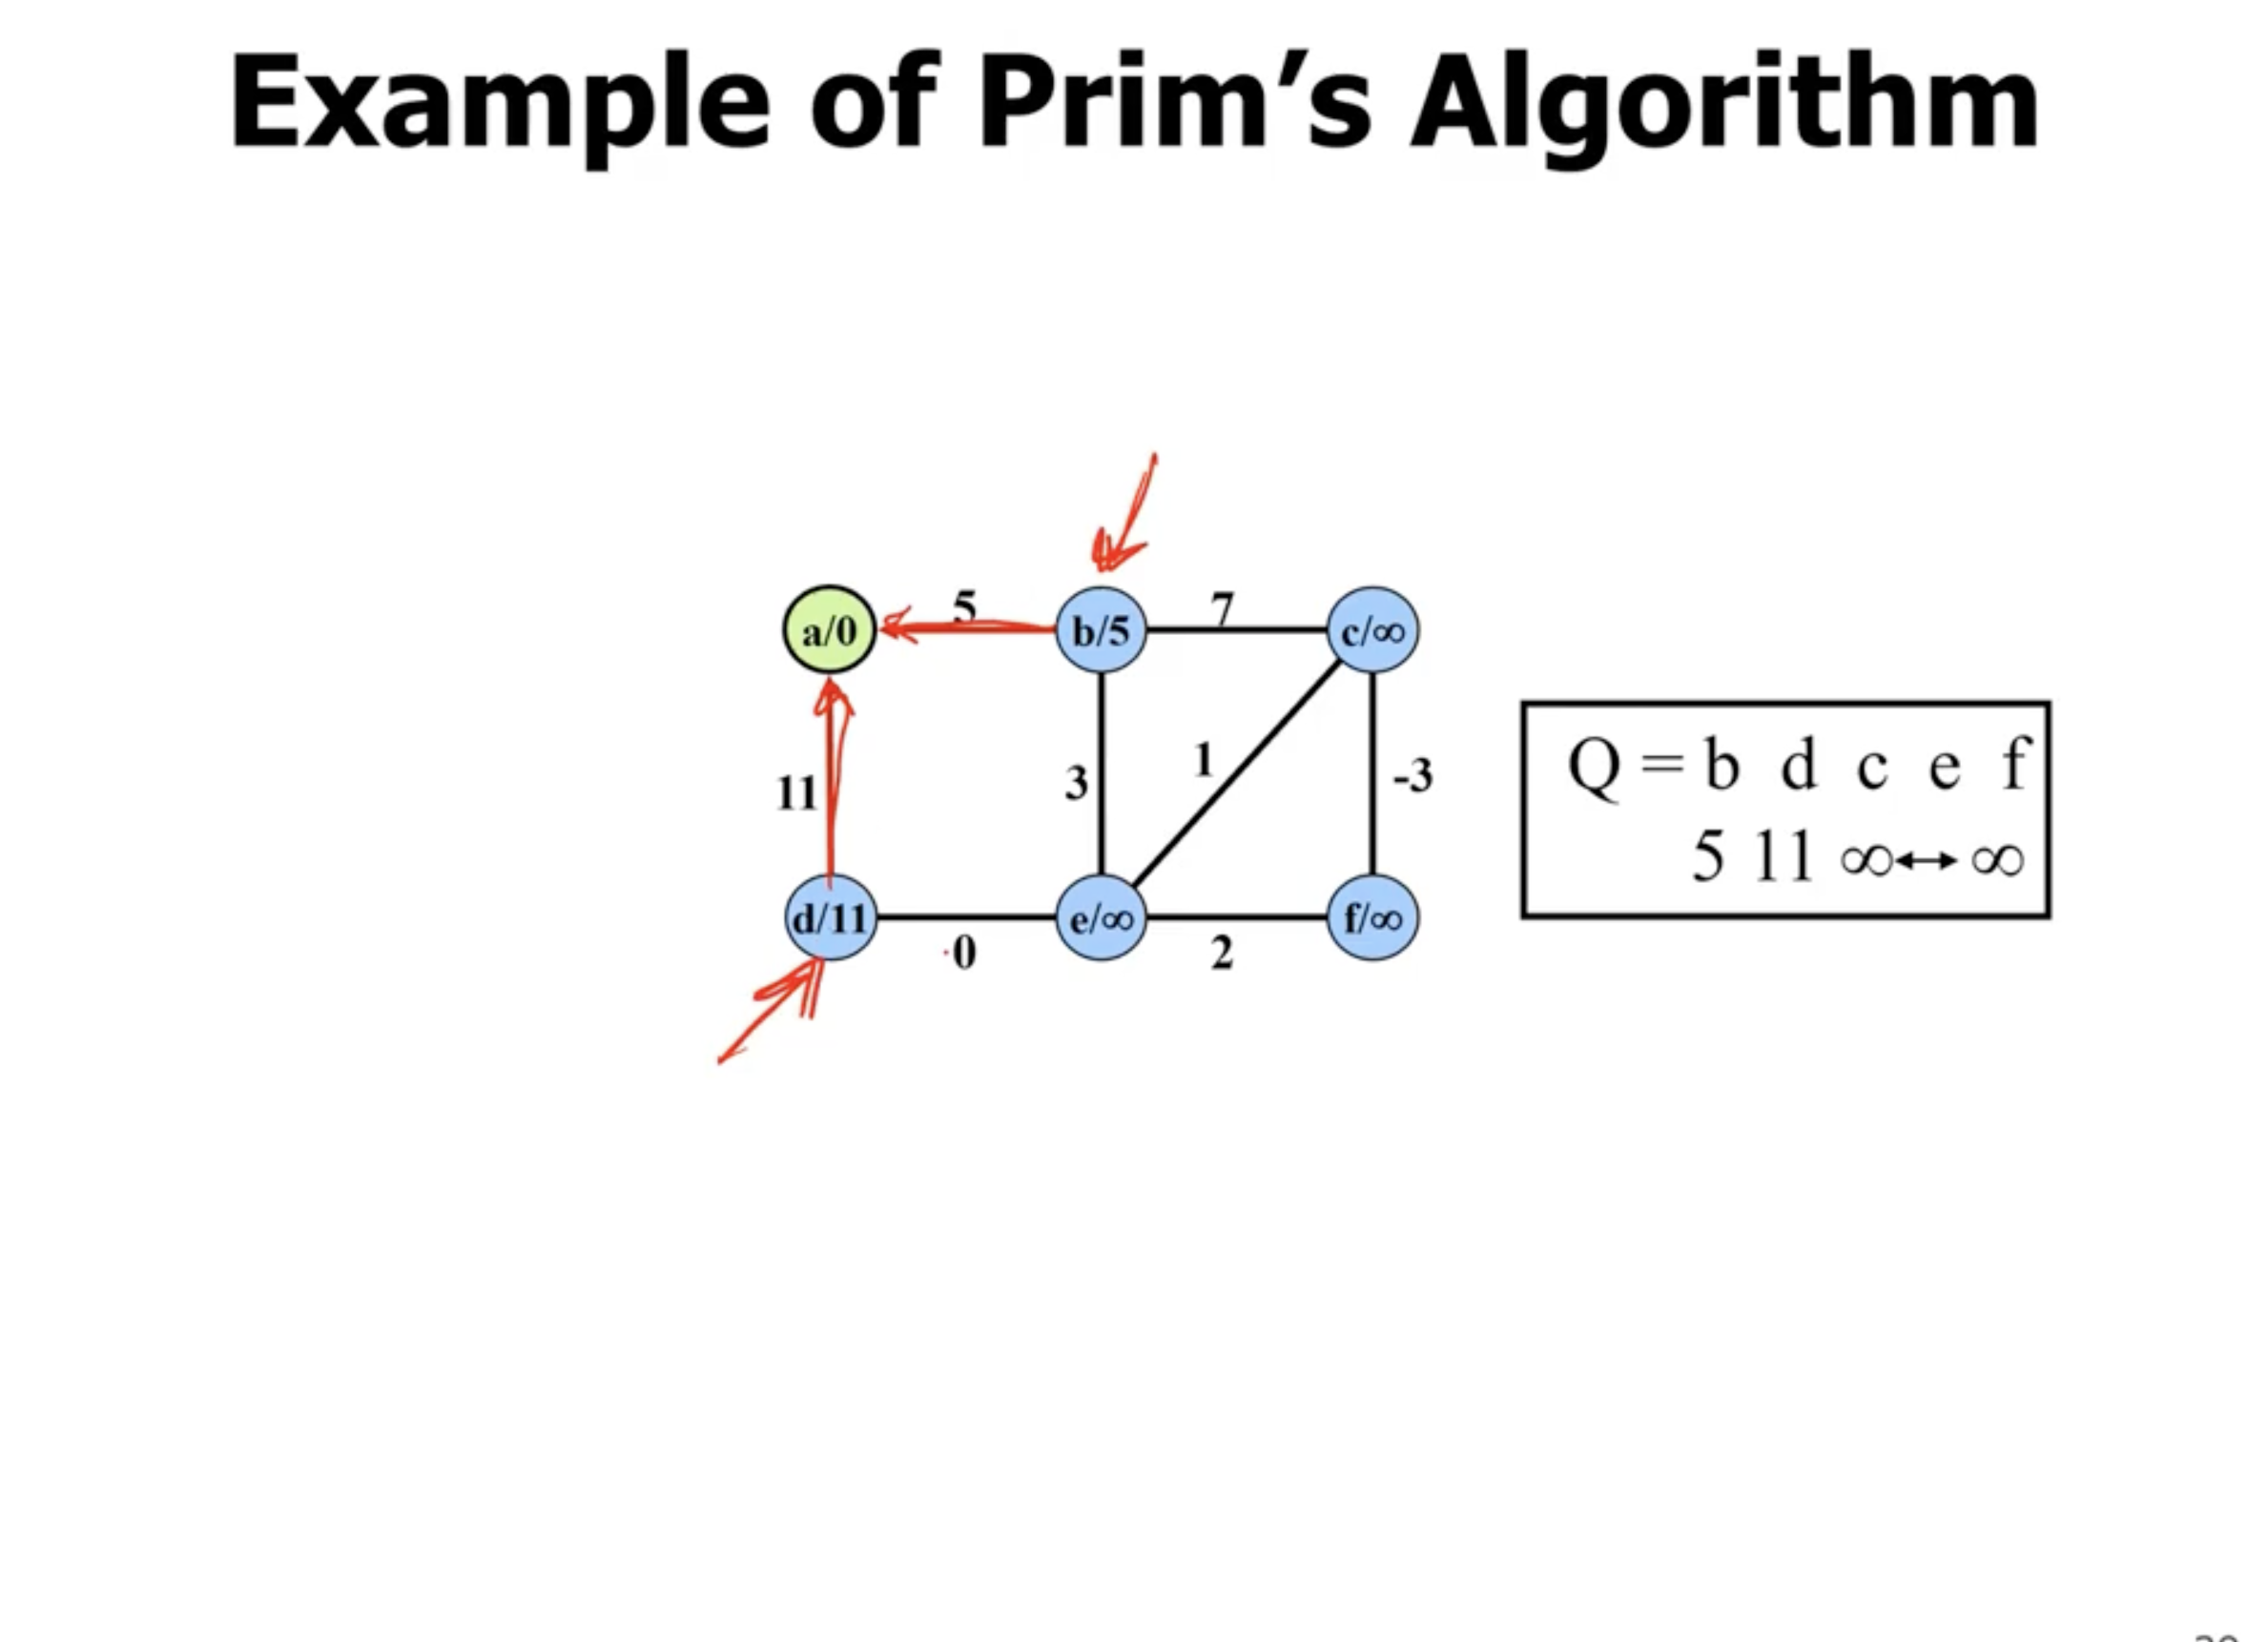 Example of Prim’s Algorithm
a/0 5 b/5 7 c/∞
11 3 1 -3
d/11 0 e/∞ 2 f/∞
Q = b d c e f
5 11 ∞↔∞